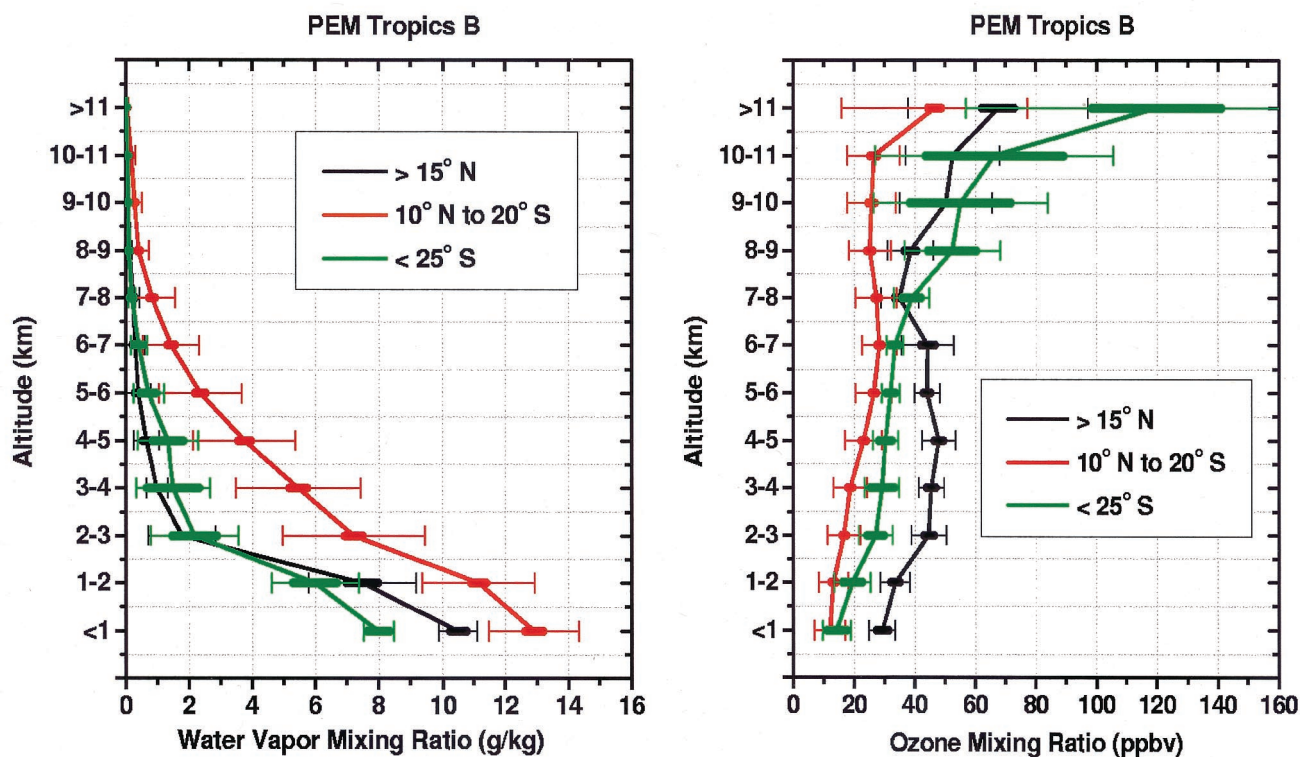 PEM Tropics B
>11
10-11
9-10
8-9
7-8
6-7
5-6
4-5
3-4
2-3
1-2
<1
Altitude (km)
> 15° N
10° N to 20° S
< 25° S
0 2 4 6 8 10 12 14 16
Water Vapor Mixing Ratio (g/kg)
PEM Tropics B
>11
10-11
9-10
8-9
7-8
6-7
5-6
4-5
3-4
2-3
1-2
<1
Altitude (km)
> 15° N
10° N to 20° S
< 25° S
0 20 40 60 80 100 120 140 160
Ozone Mixing Ratio (ppbv)